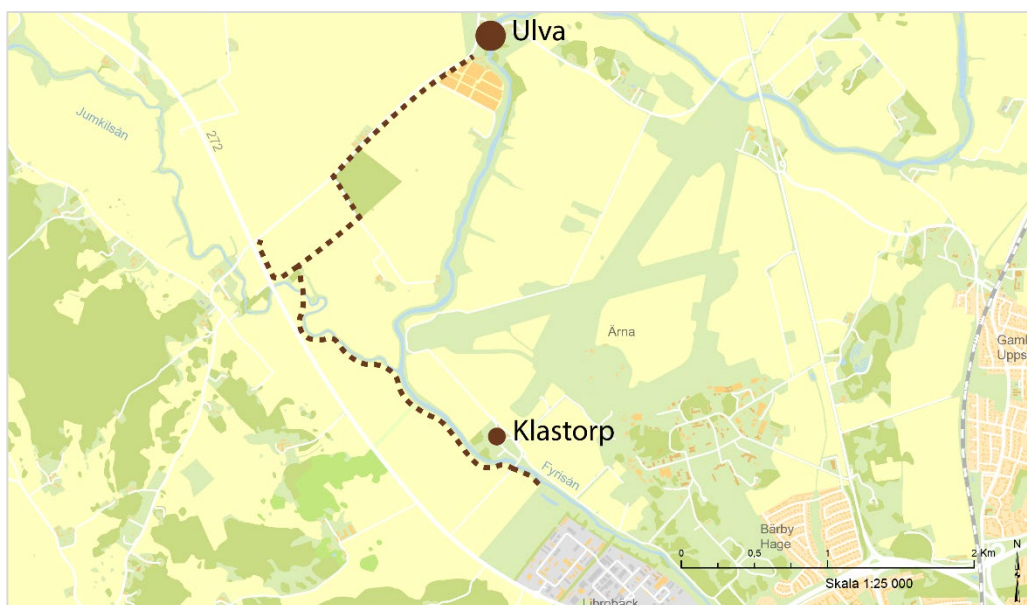 Ulva
Jumkilsån
272
Ärna
Gaml
Upps
Klastorp
Fyrisån
Bärby
Hage
N
0
0,5
1
2 Km
Skala 1:25 000
Librobäck